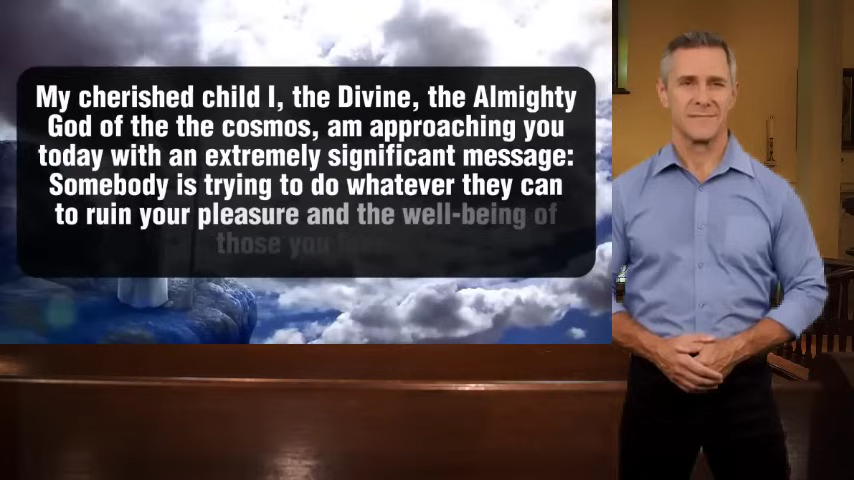 My cherished child I, the Divine, the Almighty
God of the the cosmos, am approaching you
today with an extremely significant message:
Somebody is trying to do whatever they can
to ruin your pleasure and the well-being of
those you